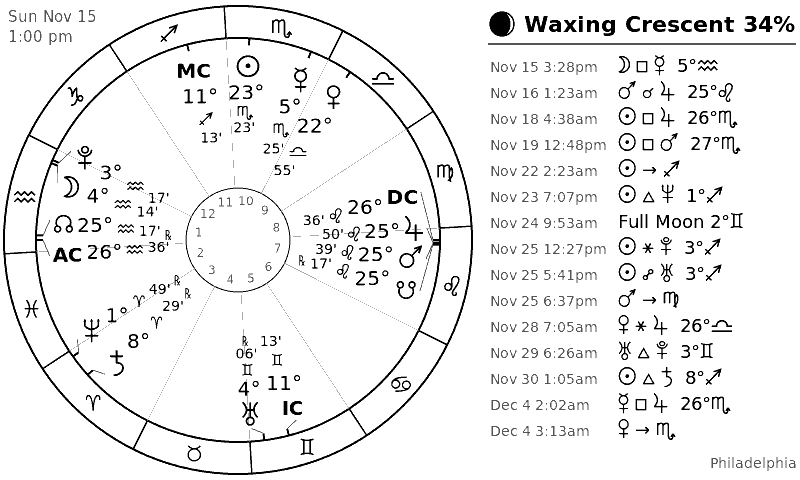 Sun Nov 15
1:00 pm
MC
11° ♐ 13'
☉ 23° ♏ 23'
☿ 5° ♏ 25'
♀ 22° ♎ 55'
♇ 3° ♒ 17'
☽ 4° ♒ 14'
☊ 25° ♒ 17' ℞
AC 26° ♒ 36'
♆ 1° ♈ 49' ℞
♄ 8° ♈ 29' ℞
♅ 4° ♊ 06' ℞
IC 11° ♊ 13'
DC
36' ♌ 26°
50' ♌ 25° ♃
39' ♌ 25° ♂
℞ 17' ♌ 25° ☋
♐ ♏ ♎ ♍ ♌ ♋ ♊ ♉ ♈ ♓ ♒ ♑
1 2 3 4 5 6 7 8 9 10 11 12
Waxing Crescent 34%
Nov 15 3:28pm ☽ □ ☿ 5°♒
Nov 16 1:23am ♂ ☌ ♃ 25°♌
Nov 18 4:38am ☉ □ ♃ 26°♏
Nov 19 12:48pm ☉ □ ♂ 27°♏
Nov 22 2:23am ☉ → ♐
Nov 23 7:07pm ☉ △ ♆ 1°♐
Nov 24 9:53am Full Moon 2°♊
Nov 25 12:27pm ☉ ⚹ ♇ 3°♐
Nov 25 5:41pm ☉ ☍ ♅ 3°♐
Nov 25 6:37pm ♂ → ♍
Nov 28 7:05am ♀ ⚹ ♃ 26°♎
Nov 29 6:26am ♅ △ ♇ 3°♊
Nov 30 1:05am ☉ △ ♄ 8°♐
Dec 4 2:02am ☿ □ ♃ 26°♏
Dec 4 3:13am ♀ → ♏
Philadelphia